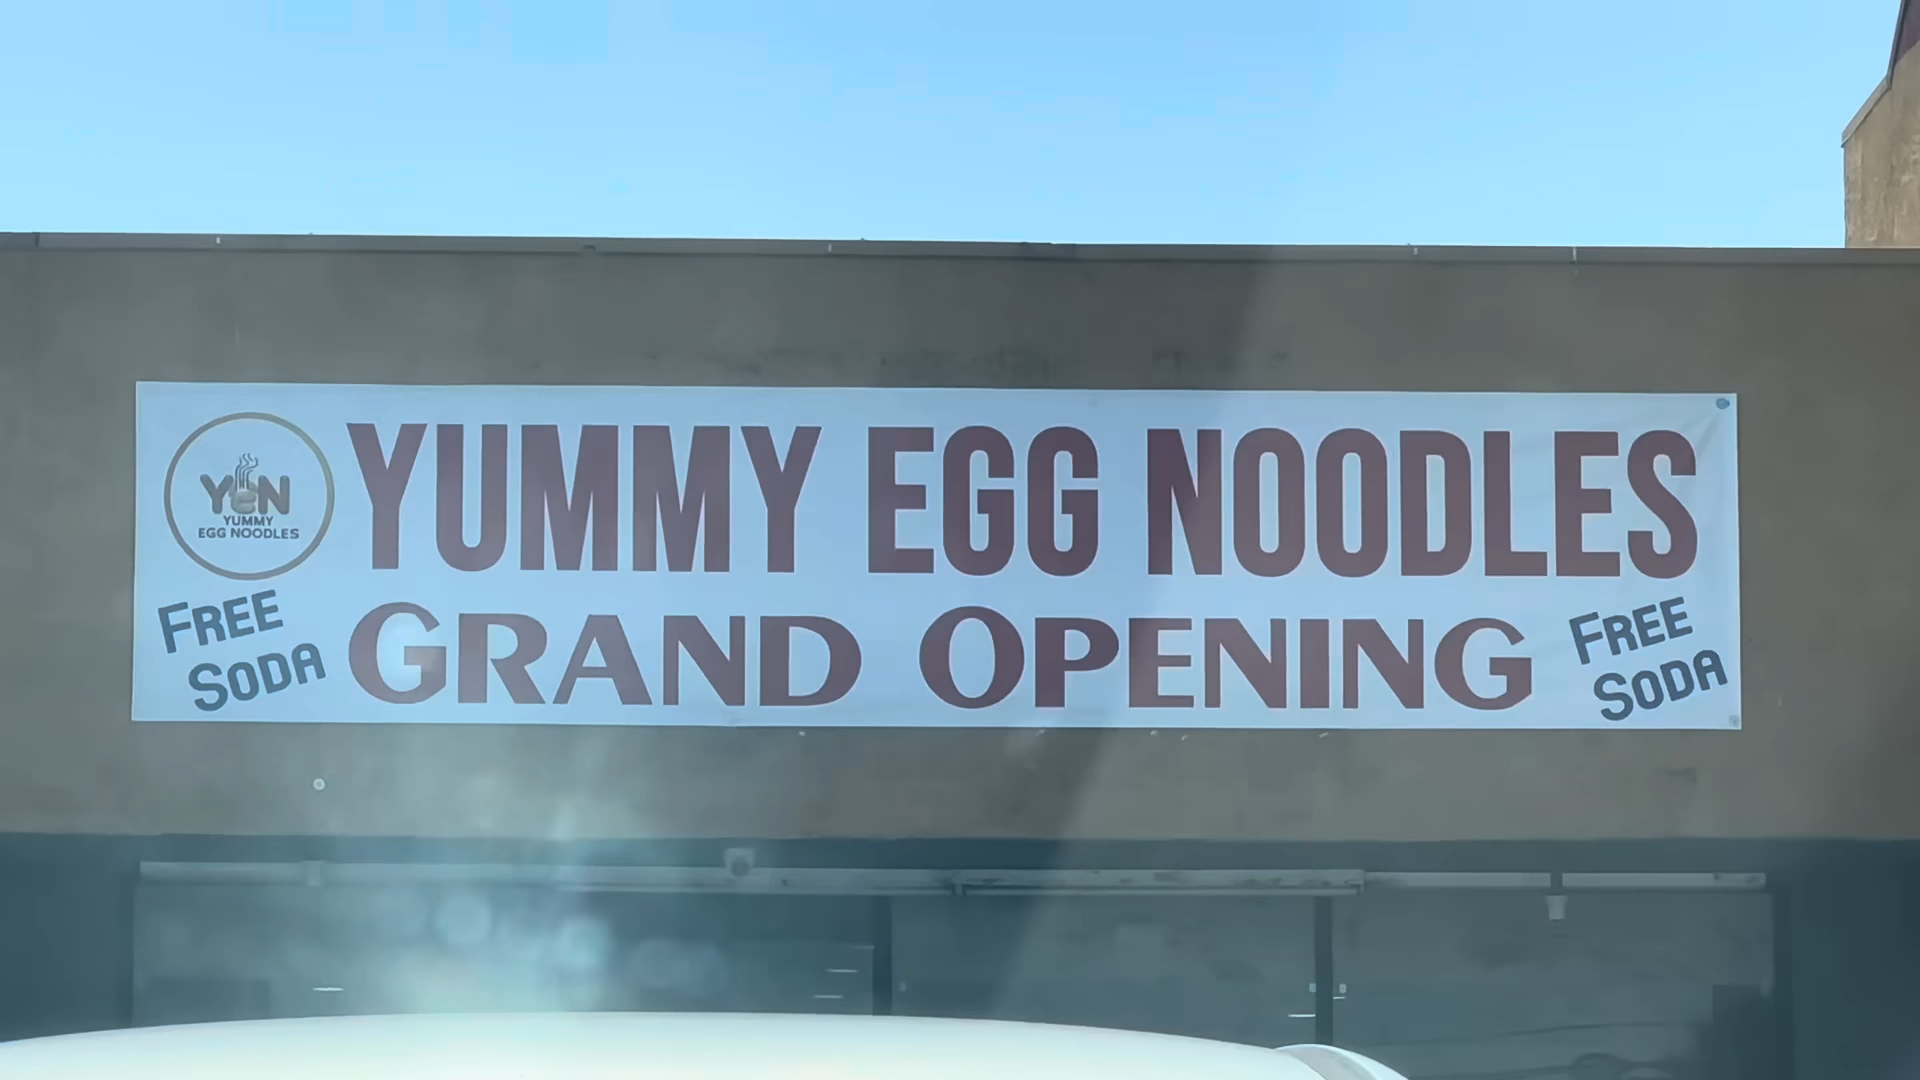 YEN
YUMMY
EGG NOODLES
YUMMY EGG NOODLES
FREE
SODA
GRAND OPENING
FREE
SODA